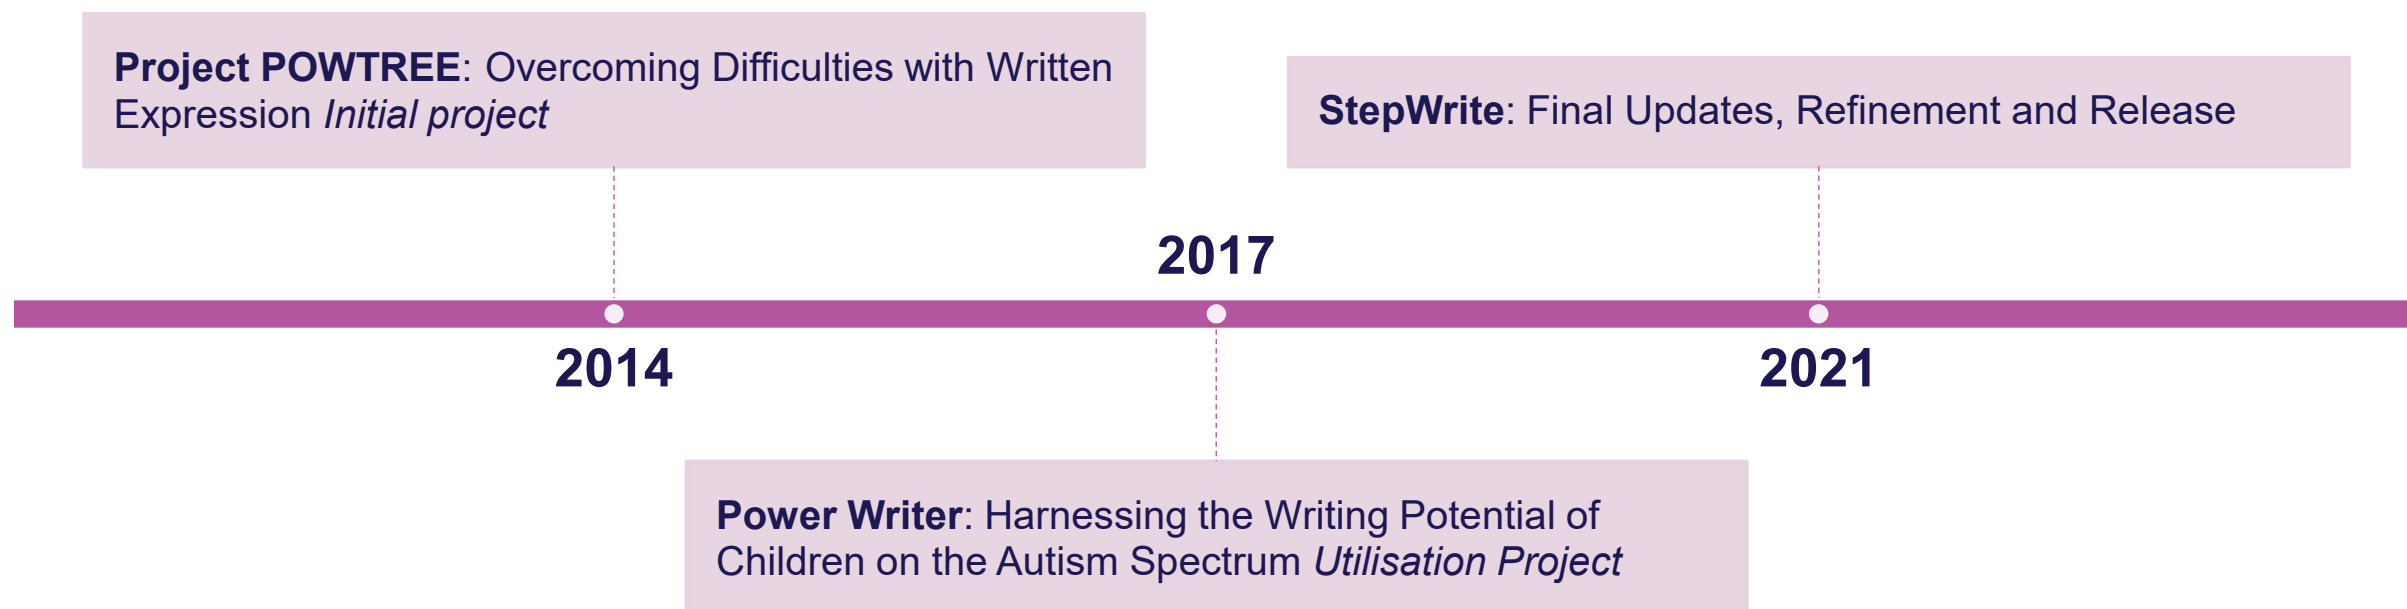 Project POWTREE: Overcoming Difficulties with Written
Expression Initial project
StepWrite: Final Updates, Refinement and Release
2017
2014
2021
Power Writer: Harnessing the Writing Potential of
Children on the Autism Spectrum Utilisation Project